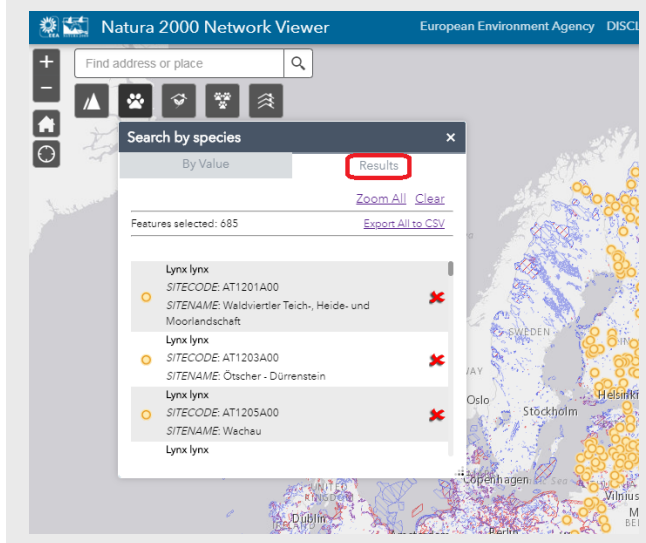 Natura 2000 Network Viewer
European Environment Agency
Find address or place
Search by species
By Value
Results
Zoom All Clear
Features selected: 685
Export All to CSV
Lynx lynx
SITECODE: AT1201A00
SITENAME: Waldviertler Teich-, Heide- und
Moorlandschaft
Lynx lynx
SITECODE: AT1203A00
SITENAME: Ötscher - Dürrenstein
Lynx lynx
SITECODE: AT1205A00
SITENAME: Wachau
Lynx lynx
SWEDEN
Oslo
Stockholm
Helsinki
Copenhagen
Sea
UNITED
Vilnius
Dublin
Berlin